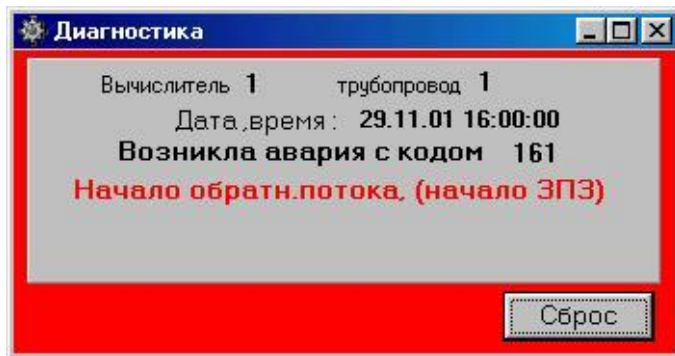 Диагностика
Вычислитель 1 трубопровод 1
Дата,время: 29.11.01 16:00:00
Возникла авария с кодом 161
Начало обратн.потока, (начало ЗПЗ)
Сброс